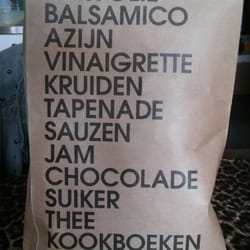 BALSAMICO
AZIJN
VINAIGRETTE
KRUIDEN
TAPENADE
SAUZEN
JAM
CHOCOLADE
SUIKER
THEE
KOOKBOEKEN